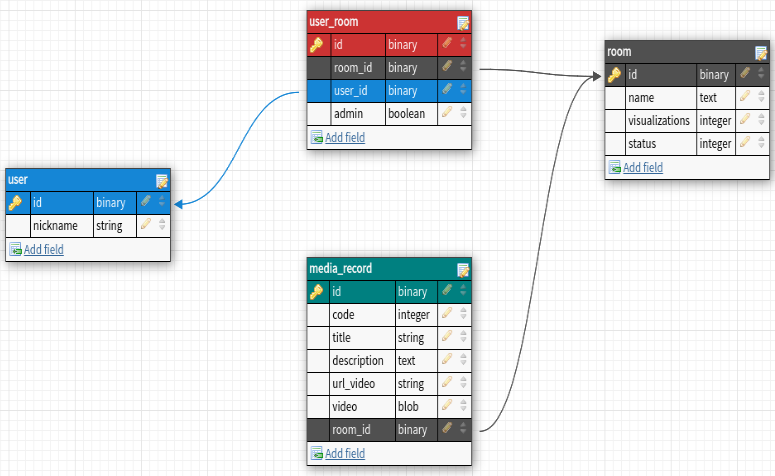 user_room
id binary
room_id binary
user_id binary
admin boolean
Add field
room
id binary
name text
visualizations integer
status integer
Add field
user
id binary
nickname string
Add field
media_record
id binary
code integer
title string
description text
url_video string
video blob
room_id binary
Add field